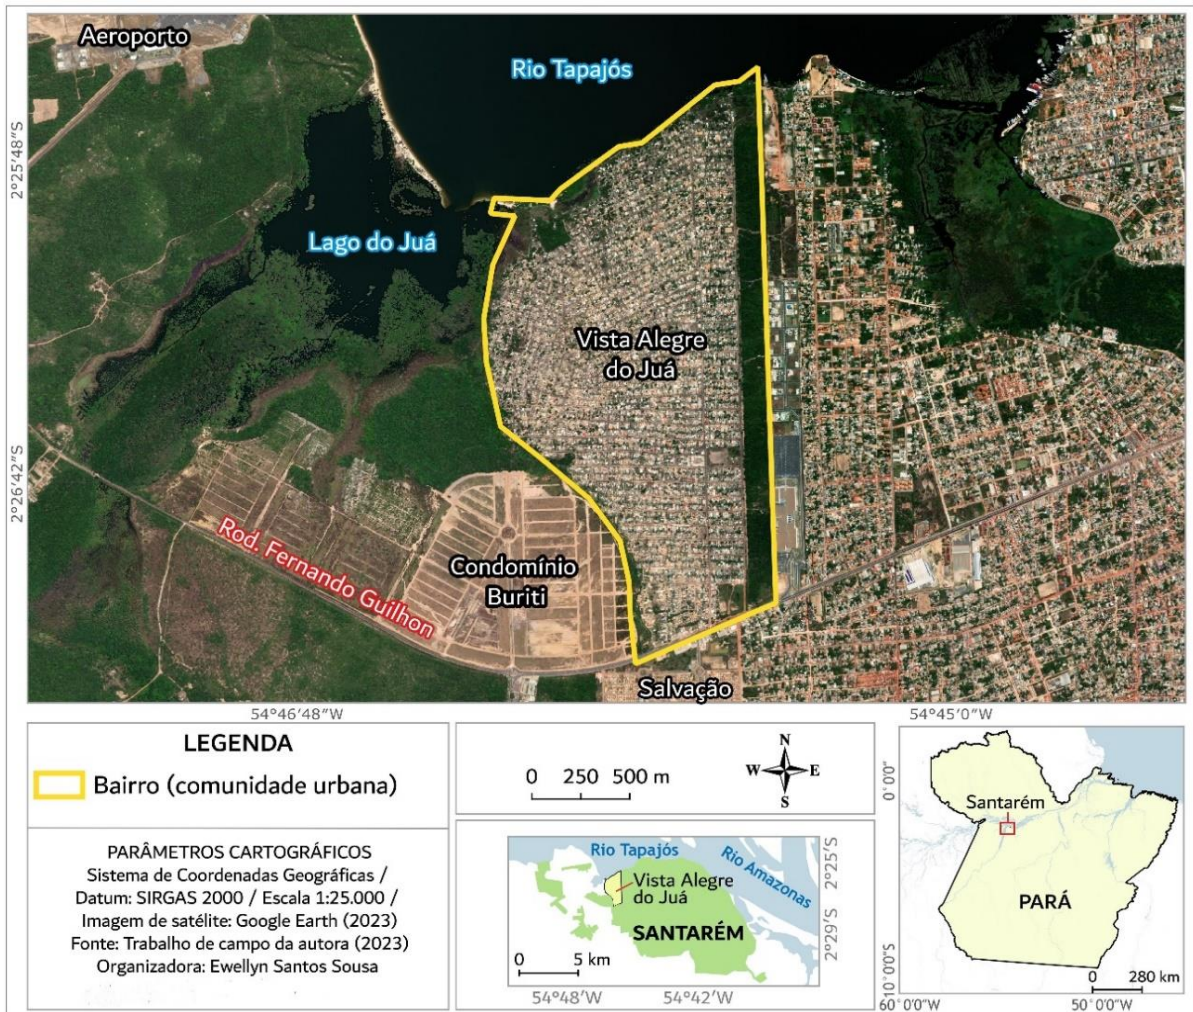 Aeroporto
Rio Tapajós
Lago do Juá
Vista Alegre
do Juá
Rod. Fernando Guilhon
Condomínio
Buriti
Salvação
2°25'48"S
2°26'42"S
54°46'48"W
54°45'0"W
LEGENDA
Bairro (comunidade urbana)
PARÂMETROS CARTOGRÁFICOS
Sistema de Coordenadas Geográficas /
Datum: SIRGAS 2000 / Escala 1:25.000 /
Imagem de satélite: Google Earth (2023)
Fonte: Trabalho de campo da autora (2023)
Organizadora: Ewellyn Santos Sousa
0 250 500 m
N
W E
S
Rio Tapajós
Rio Amazonas
Vista Alegre
do Juá
SANTARÉM
0 5 km
2°25'S
2°29'S
54°48'W
54°42'W
Santarém
PARÁ
0°0'0"
10°0'0"S
0 280 km
60°0'0"W
50°0'0"W